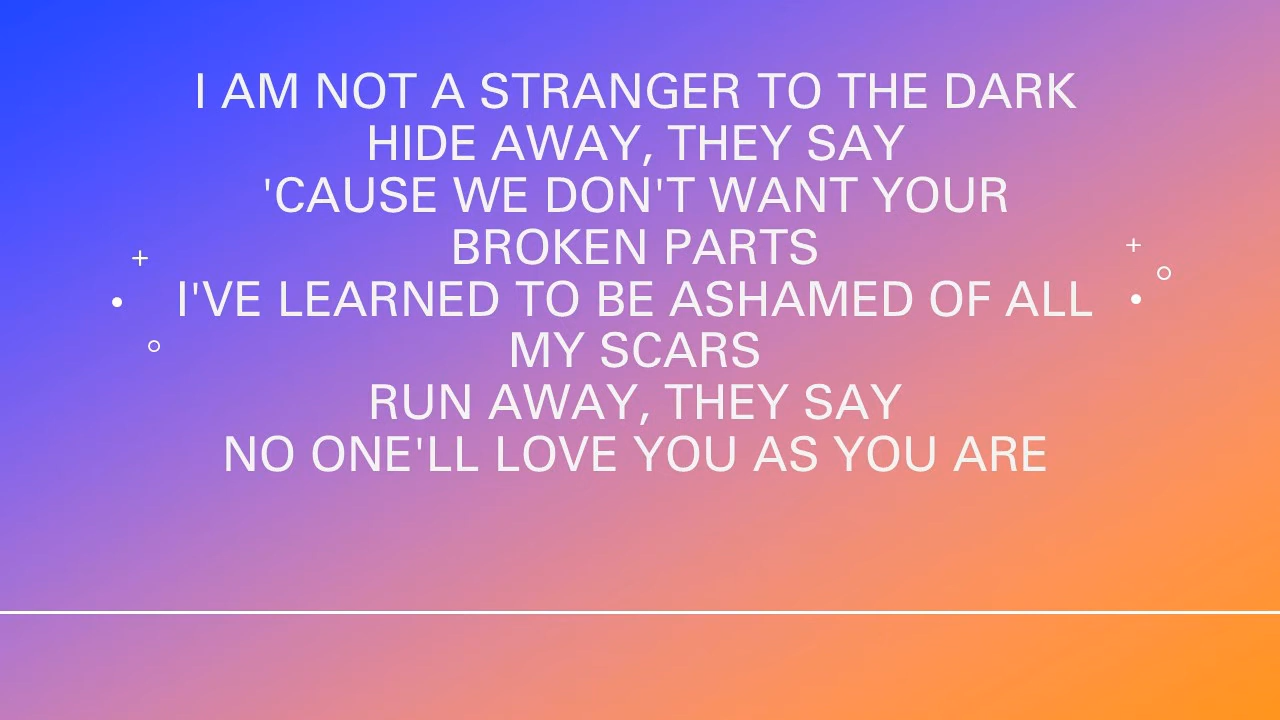 I AM NOT A STRANGER TO THE DARK
HIDE AWAY, THEY SAY
'CAUSE WE DON'T WANT YOUR
BROKEN PARTS
I'VE LEARNED TO BE ASHAMED OF ALL
MY SCARS
RUN AWAY, THEY SAY
NO ONE'LL LOVE YOU AS YOU ARE